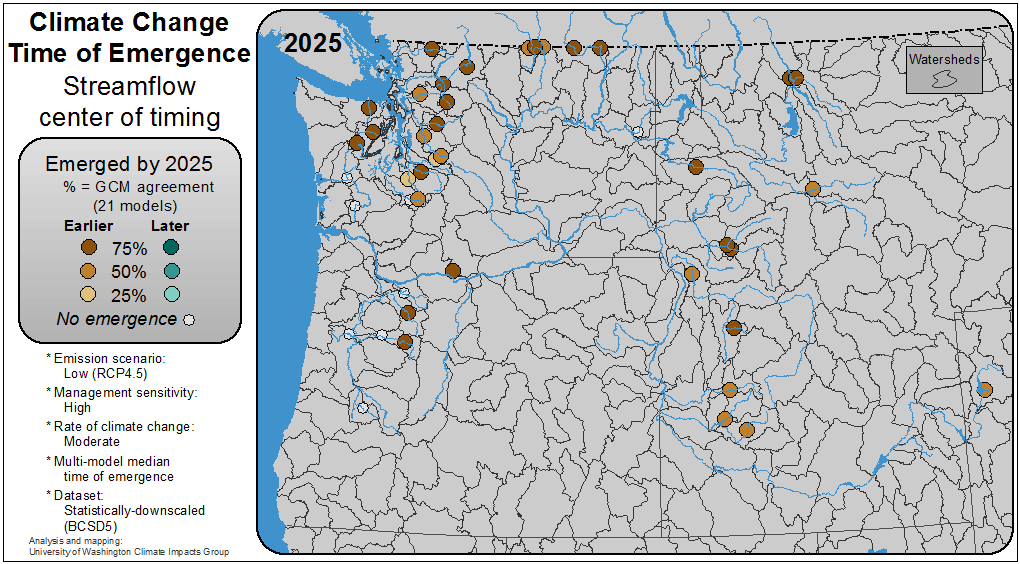 Climate Change
Time of Emergence
Streamflow
center of timing
Emerged by 2025
% = GCM agreement
(21 models)
Earlier Later
75%
50%
25%
No emergence
* Emission scenario:
Low (RCP4.5)
* Management sensitivity:
High
* Rate of climate change:
Moderate
* Multi-model median
time of emergence
* Dataset:
Statistically-downscaled
(BCSD5)
Analysis and mapping:
University of Washington Climate Impacts Group
2025
Watersheds